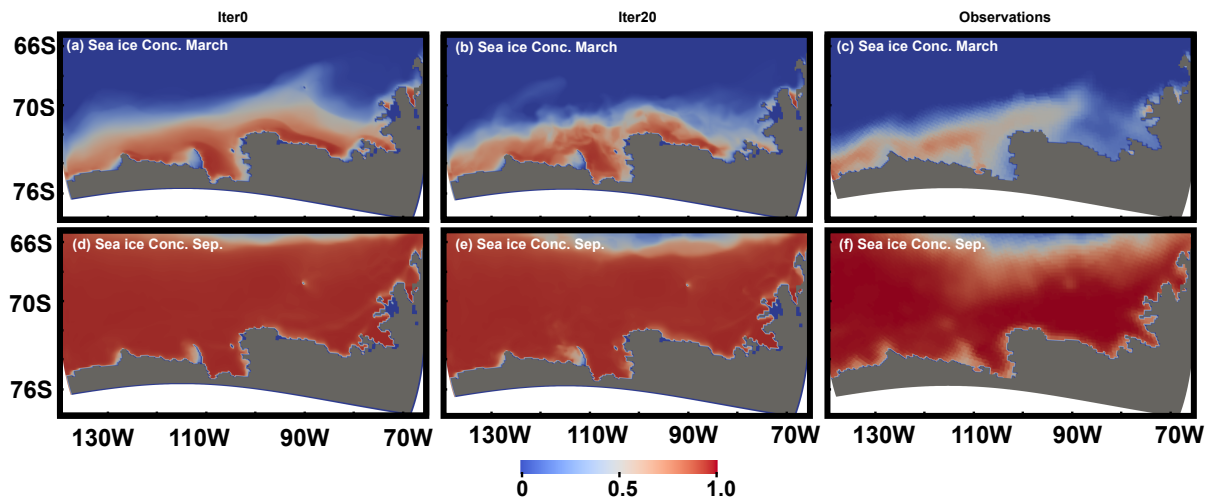 Iter0 Iter20 Observations
66S (a) Sea ice Conc. March (b) Sea ice Conc. March (c) Sea ice Conc. March
70S
76S
66S (d) Sea ice Conc. Sep. (e) Sea ice Conc. Sep. (f) Sea ice Conc. Sep.
70S
76S
130W 110W 90W 70W 130W 110W 90W 70W 130W 110W 90W 70W
0 0.5 1.0